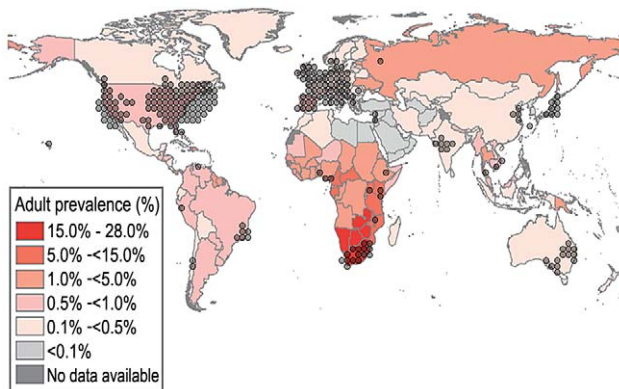 Adult prevalence (%)
15.0% - 28.0%
5.0% -<15.0%
1.0% -<5.0%
0.5% -<1.0%
0.1% -<0.5%
<0.1%
No data available